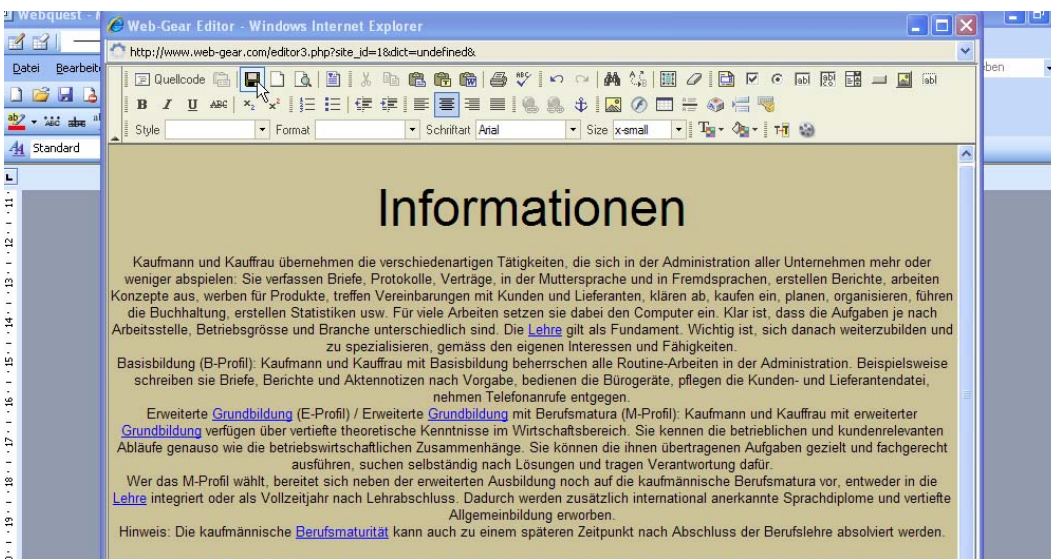 Webquest -
Web-Gear Editor - Windows Internet Explorer
http://www.web-gear.com/editor3.php?site_id=1&dict=undefined&
Datei Bearbeit
ben
Quellcode
B I U ABC x₂ x²
Standard
Style Format Schriftart Arial Size x-small
Informationen
Kaufmann und Kauffrau übernehmen die verschiedenartigen Tätigkeiten, die sich in der Administration aller Unternehmen mehr oder
weniger abspielen: Sie verfassen Briefe, Protokolle, Verträge, in der Muttersprache und in Fremdsprachen, erstellen Berichte, arbeiten
Konzepte aus, werben für Produkte, treffen Vereinbarungen mit Kunden und Lieferanten, klären ab, kaufen ein, planen, organisieren, führen
die Buchhaltung, erstellen Statistiken usw. Für viele Arbeiten setzen sie dabei den Computer ein. Klar ist, dass die Aufgaben je nach
Arbeitsstelle, Betriebsgrösse und Branche unterschiedlich sind. Die Lehre gilt als Fundament. Wichtig ist, sich danach weiterzubilden und
zu spezialisieren, gemäss den eigenen Interessen und Fähigkeiten.
Basisbildung (B-Profil): Kaufmann und Kauffrau mit Basisbildung beherrschen alle Routine-Arbeiten in der Administration. Beispielsweise
schreiben sie Briefe, Berichte und Aktennotizen nach Vorgabe, bedienen die Bürogeräte, pflegen die Kunden- und Lieferantendatei,
nehmen Telefonanrufe entgegen.
Erweiterte Grundbildung (E-Profil) / Erweiterte Grundbildung mit Berufsmatura (M-Profil): Kaufmann und Kauffrau mit erweiterter
Grundbildung verfügen über vertiefte theoretische Kenntnisse im Wirtschaftsbereich. Sie kennen die betrieblichen und kundenrelevanten
Abläufe genauso wie die betriebswirtschaftlichen Zusammenhänge. Sie können die ihnen übertragenen Aufgaben gezielt und fachgerecht
ausführen, suchen selbständig nach Lösungen und tragen Verantwortung dafür.
Wer das M-Profil wählt, bereitet sich neben der erweiterten Ausbildung noch auf die kaufmännische Berufsmatura vor, entweder in die
Lehre integriert oder als Vollzeitjahr nach Lehrabschluss. Dadurch werden zusätzlich international anerkannte Sprachdiplome und vertiefte
Allgemeinbildung erworben.
Hinweis: Die kaufmännische Berufsmaturität kann auch zu einem späteren Zeitpunkt nach Abschluss der Berufslehre absolviert werden.